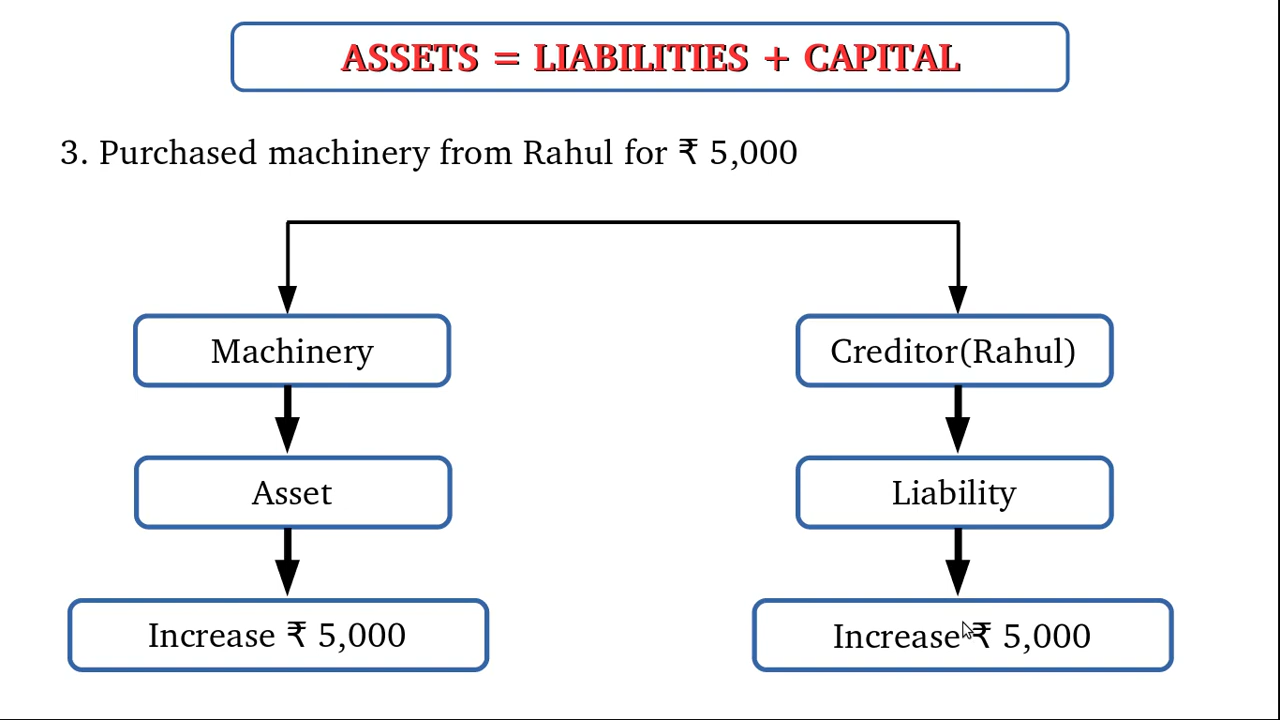 ASSETS = LIABILITIES + CAPITAL
3. Purchased machinery from Rahul for ₹ 5,000
Machinery
Creditor(Rahul)
Asset
Liability
Increase ₹ 5,000
Increase ₹ 5,000